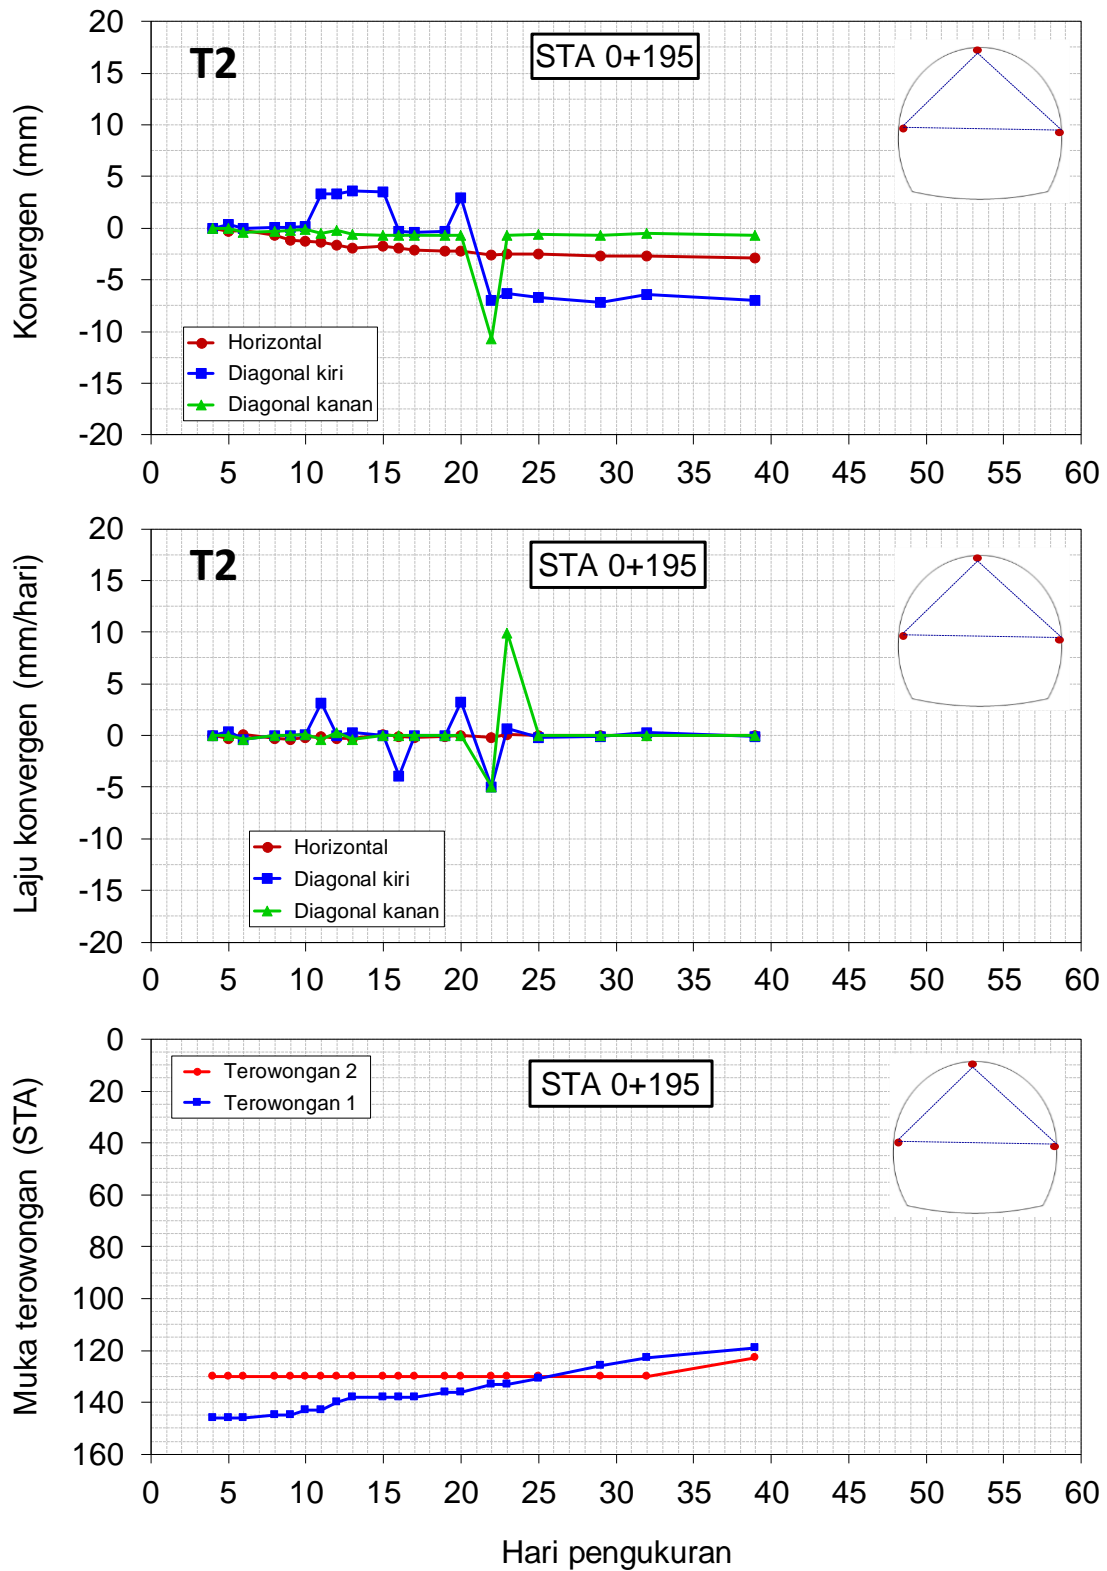 20
15
10
5
0
-5
-10
-15
-20
Konvergen (mm)
T2
STA 0+195
Horizontal
Diagonal kiri
Diagonal kanan
0 5 10 15 20 25 30 35 40 45 50 55 60
20
15
10
5
0
-5
-10
-15
-20
Laju konvergen (mm/hari)
T2
STA 0+195
Horizontal
Diagonal kiri
Diagonal kanan
0 5 10 15 20 25 30 35 40 45 50 55 60
0
20
40
60
80
100
120
140
160
Muka terowongan (STA)
Terowongan 2
Terowongan 1
STA 0+195
0 5 10 15 20 25 30 35 40 45 50 55 60
Hari pengukuran